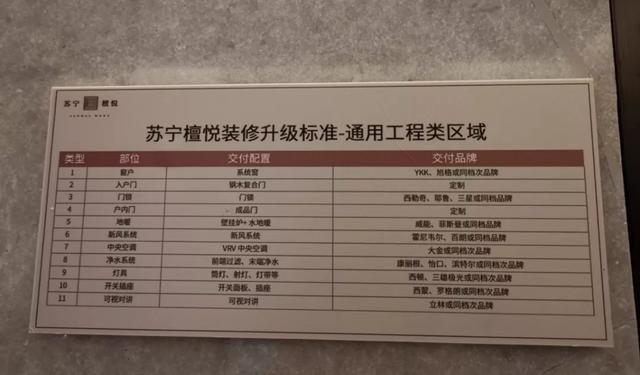 苏宁 檀悦
苏宁檀悦装修升级标准-通用工程类区域
类型 部位 交付配置 交付品牌
1 窗户 系统窗 YKK、旭格或同档次品牌
2 入户门 钢木复合门 定制
3 门锁 门锁 西勒奇、耶鲁、三星或同档品牌
4 户内门 成品门 定制
5 地暖 壁挂炉+水地暖 威能、菲斯曼或同档次品牌
6 新风系统 新风系统 霍尼韦尔、百朗或同档次品牌
7 中央空调 VRV中央空调 大金或同档次品牌
8 净水系统 前端过滤、末端净水 康丽根、怡口、滨特尔或同档次品牌
9 灯具 筒灯、射灯、灯带等 西顿、三雄极光或同档次品牌
10 开关插座 开关面板、插座 西蒙、罗格朗或同档次品牌
11 可视对讲 可视对讲 立林或同档次品牌